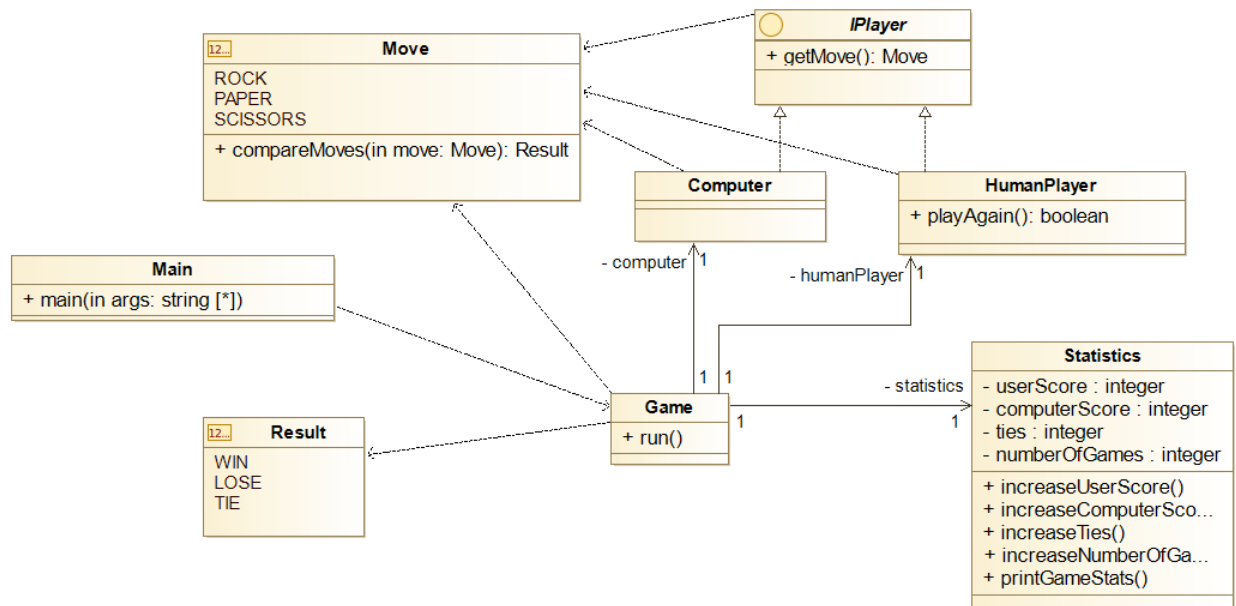 IPlayer
+ getMove(): Move
12...
Move
ROCK
PAPER
SCISSORS
+ compareMoves(in move: Move): Result
Computer
HumanPlayer
+ playAgain(): boolean
- computer
1
- humanPlayer
1
Main
+ main(in args: string [*])
Statistics
- userScore : integer
- computerScore : integer
- ties : integer
- numberOfGames : integer
+ increaseUserScore()
+ increaseComputerSco...
+ increaseTies()
+ increaseNumberOfGa...
+ printGameStats()
1
1
- statistics
Game
+ run()
1
1
12...
Result
WIN
LOSE
TIE